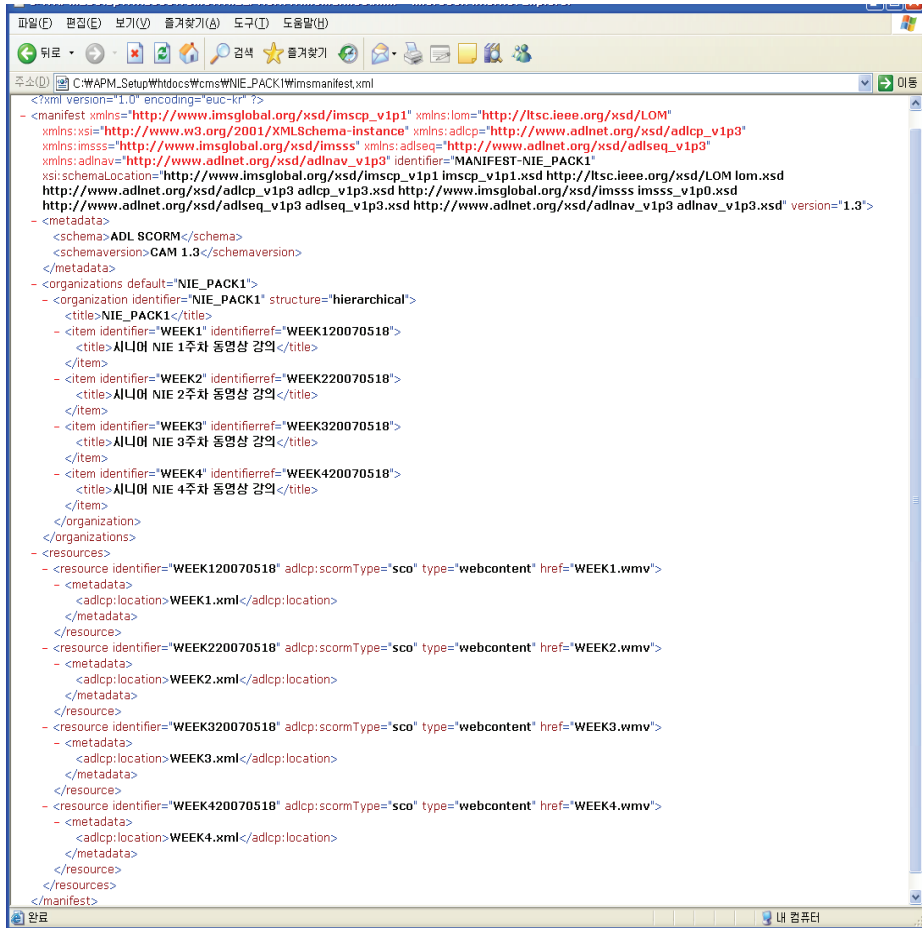 파일(F) 편집(E) 보기(V) 즐겨찾기(A) 도구(T) 도움말(H)
뒤로 검색 즐겨찾기
주소(D) C:₩APM_Setup₩htdocs₩cms₩NIE_PACK1₩imsmanifest.xml 이동
<?xml version="1.0" encoding="euc-kr" ?>
- <manifest xmlns="http://www.imsglobal.org/xsd/imscp_v1p1" xmlns:lom="http://ltsc.ieee.org/xsd/LOM"
xmlns:xsi="http://www.w3.org/2001/XMLSchema-instance" xmlns:adlcp="http://www.adlnet.org/xsd/adlcp_v1p3"
xmlns:imsss="http://www.imsglobal.org/xsd/imsss" xmlns:adlseq="http://www.adlnet.org/xsd/adlseq_v1p3"
xmlns:adlnav="http://www.adlnet.org/xsd/adlnav_v1p3" identifier="MANIFEST-NIE_PACK1"
xsi:schemaLocation="http://www.imsglobal.org/xsd/imscp_v1p1 imscp_v1p1.xsd http://ltsc.ieee.org/xsd/LOM lom.xsd
http://www.adlnet.org/xsd/adlcp_v1p3 adlcp_v1p3.xsd http://www.imsglobal.org/xsd/imsss imsss_v1p0.xsd
http://www.adlnet.org/xsd/adlseq_v1p3 adlseq_v1p3.xsd http://www.adlnet.org/xsd/adlnav_v1p3 adlnav_v1p3.xsd" version="1.3">
- <metadata>
<schema>ADL SCORM</schema>
<schemaversion>CAM 1.3</schemaversion>
</metadata>
- <organizations default="NIE_PACK1">
- <organization identifier="NIE_PACK1" structure="hierarchical">
<title>NIE_PACK1</title>
- <item identifier="WEEK1" identifierref="WEEK120070518">
<title>시니어 NIE 1주차 동영상 강의</title>
</item>
- <item identifier="WEEK2" identifierref="WEEK220070518">
<title>시니어 NIE 2주차 동영상 강의</title>
</item>
- <item identifier="WEEK3" identifierref="WEEK320070518">
<title>시니어 NIE 3주차 동영상 강의</title>
</item>
- <item identifier="WEEK4" identifierref="WEEK420070518">
<title>시니어 NIE 4주차 동영상 강의</title>
</item>
</organization>
</organizations>
- <resources>
- <resource identifier="WEEK120070518" adlcp:scormType="sco" type="webcontent" href="WEEK1.wmv">
- <metadata>
<adlcp:location>WEEK1.xml</adlcp:location>
</metadata>
</resource>
- <resource identifier="WEEK220070518" adlcp:scormType="sco" type="webcontent" href="WEEK2.wmv">
- <metadata>
<adlcp:location>WEEK2.xml</adlcp:location>
</metadata>
</resource>
- <resource identifier="WEEK320070518" adlcp:scormType="sco" type="webcontent" href="WEEK3.wmv">
- <metadata>
<adlcp:location>WEEK3.xml</adlcp:location>
</metadata>
</resource>
- <resource identifier="WEEK420070518" adlcp:scormType="sco" type="webcontent" href="WEEK4.wmv">
- <metadata>
<adlcp:location>WEEK4.xml</adlcp:location>
</metadata>
</resource>
</resources>
</manifest>
완료 내 컴퓨터